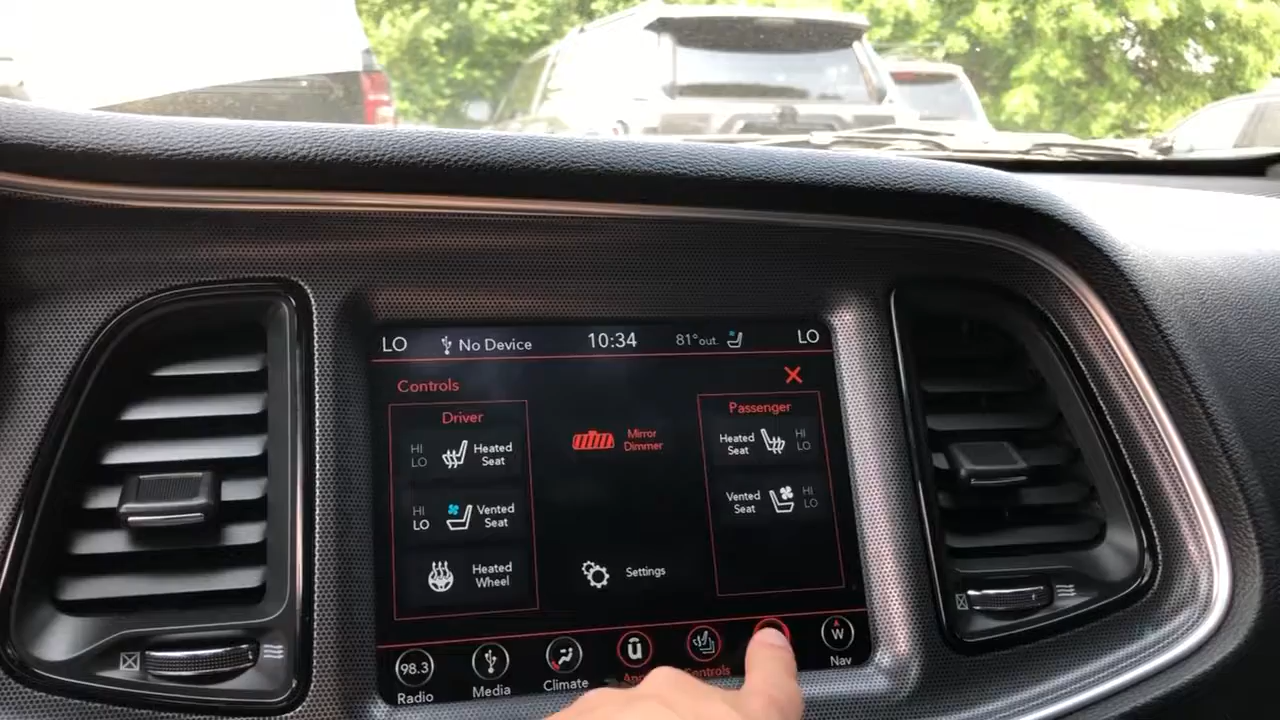 LO No Device 10:34 81°out. LO
Controls
Driver
HI
LO
Heated
Seat
HI
LO
Vented
Seat
Heated
Wheel
Mirror
Dimmer
Settings
Passenger
Heated
Seat
HI
LO
Vented
Seat
HI
LO
98.3
Radio
Media
Climate
ū
Controls
W
Nav